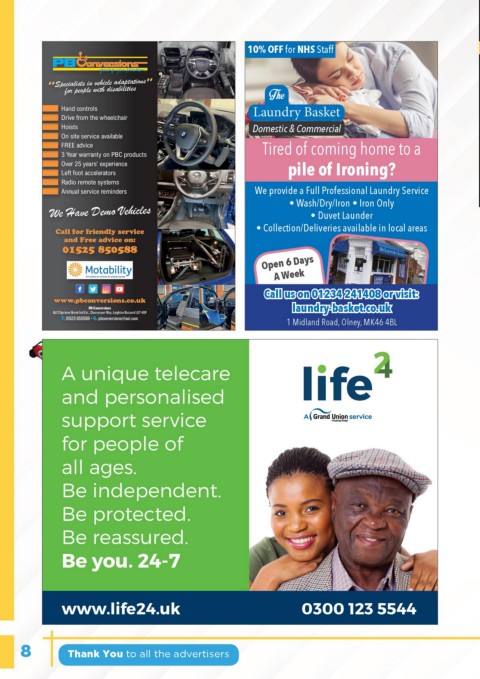 PB Conversions
"Specialists in vehicle adaptations"
for people with disabilities
Hand controls
Drive from the wheelchair
Hoists
On site service available
FREE advice
3 Year warranty on PBC products
Over 25 years' experience
Left foot accelerators
Radio remote systems
Annual service reminders
We Have Demo Vehicles
Call for friendly service
and Free advice on:
01525 850588
Motability
www.pbconversions.co.uk
PB Conversions
10% OFF for NHS Staff
The
Laundry Basket
Domestic & Commercial
Tired of coming home to a
pile of Ironing?
We provide a Full Professional Laundry Service
• Wash/Dry/Iron • Iron Only
• Duvet Launder
• Collection/Deliveries available in local areas
Open 6 Days
A Week
Call us on 01234 241408 or visit:
laundry-basket.co.uk
1 Midland Road, Olney, MK46 4BL
A unique telecare
and personalised
support service
for people of
all ages.
Be independent.
Be protected.
Be reassured.
Be you. 24-7
life24
A Grand Union service
www.life24.uk
0300 123 5544
8
Thank You to all the advertisers